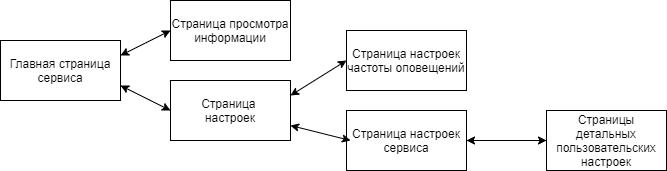 Главная страница
сервиса
Страница просмотра
информации
Страница
настроек
Страница настроек
частоты оповещений
Страница настроек
сервиса
Страницы
детальных
пользовательских
настроек